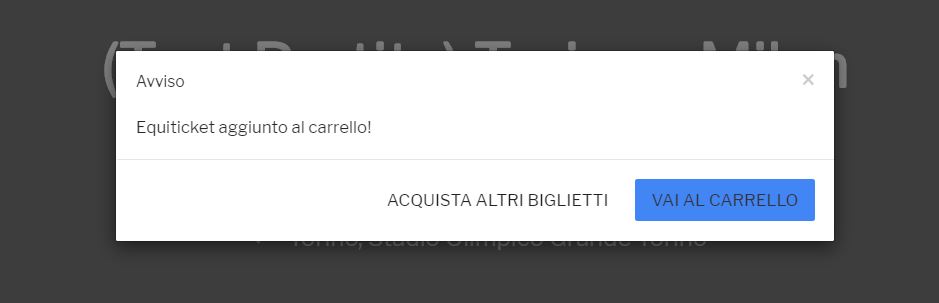 Avviso
×
Equiticket aggiunto al carrello!
ACQUISTA ALTRI BIGLIETTI
VAI AL CARRELLO
Torino, Stadio Olimpico Grande Torino